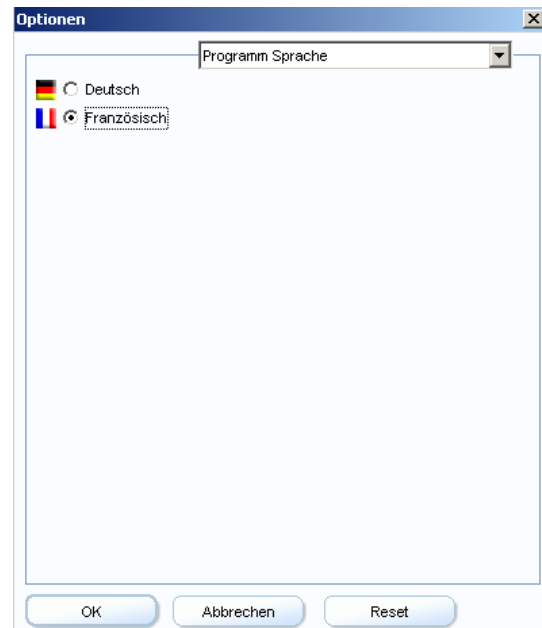 Optionen
Programm Sprache
Deutsch
Französisch
OK Abbrechen Reset